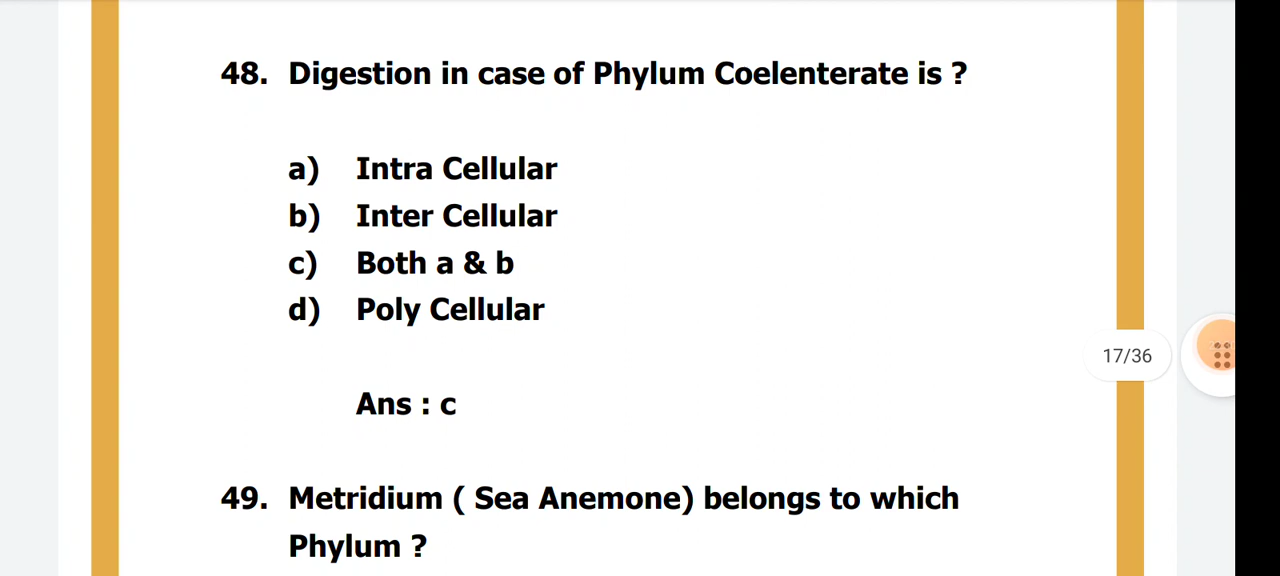 48. Digestion in case of Phylum Coelenterate is ?
a) Intra Cellular
b) Inter Cellular
c) Both a & b
d) Poly Cellular
17/36
Ans : c
49. Metridium ( Sea Anemone) belongs to which
Phylum ?